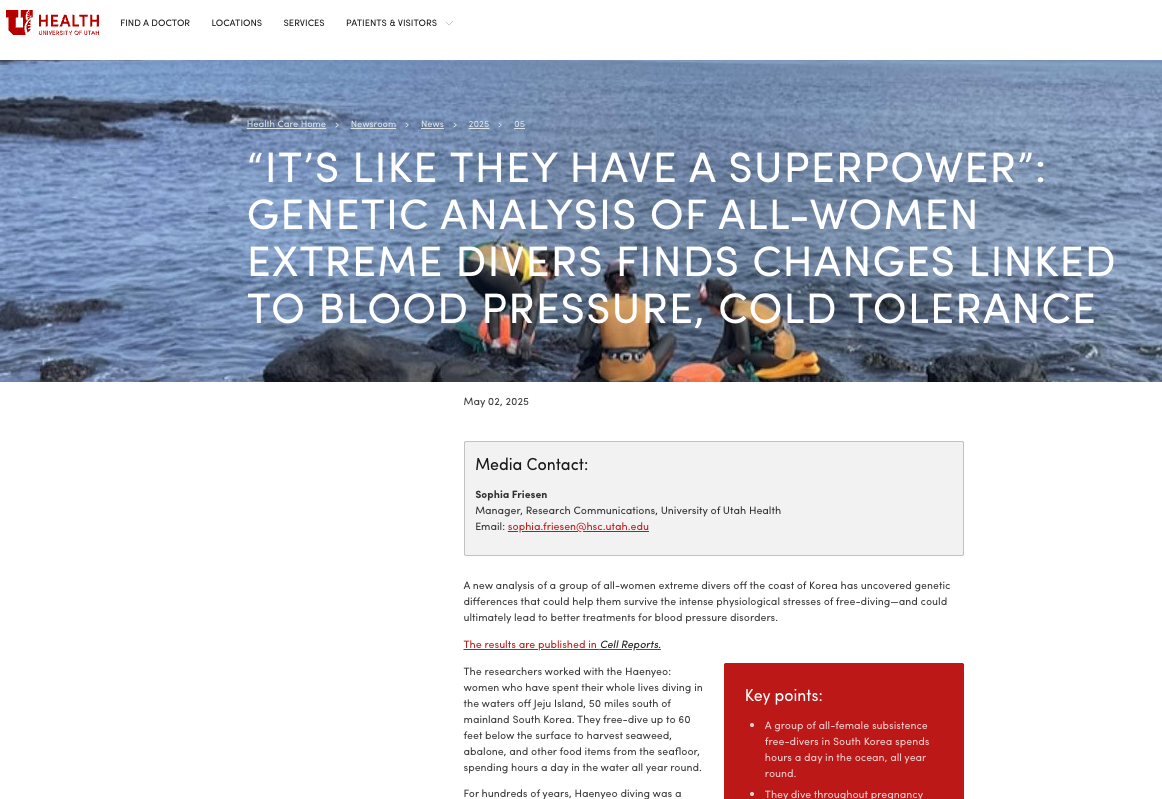 HEALTH
UNIVERSITY OF UTAH
FIND A DOCTOR LOCATIONS SERVICES PATIENTS & VISITORS
Health Care Home > Newsroom > News > 2025 > 05
“IT’S LIKE THEY HAVE A SUPERPOWER”:
GENETIC ANALYSIS OF ALL-WOMEN
EXTREME DIVERS FINDS CHANGES LINKED
TO BLOOD PRESSURE, COLD TOLERANCE
May 02, 2025
Media Contact:
Sophia Friesen
Manager, Research Communications, University of Utah Health
Email: sophia.friesen@hsc.utah.edu
A new analysis of a group of all-women extreme divers off the coast of Korea has uncovered genetic
differences that could help them survive the intense physiological stresses of free-diving—and could
ultimately lead to better treatments for blood pressure disorders.
The results are published in Cell Reports.
The researchers worked with the Haenyeo:
women who have spent their whole lives diving in
the waters off Jeju Island, 50 miles south of
mainland South Korea. They free-dive up to 60
feet below the surface to harvest seaweed,
abalone, and other food items from the seafloor,
spending hours a day in the water all year round.
For hundreds of years, Haenyeo diving was a
Key points:
• A group of all-female subsistence
free-divers in South Korea spends
hours a day in the ocean, all year
round.
• They dive throughout pregnancy